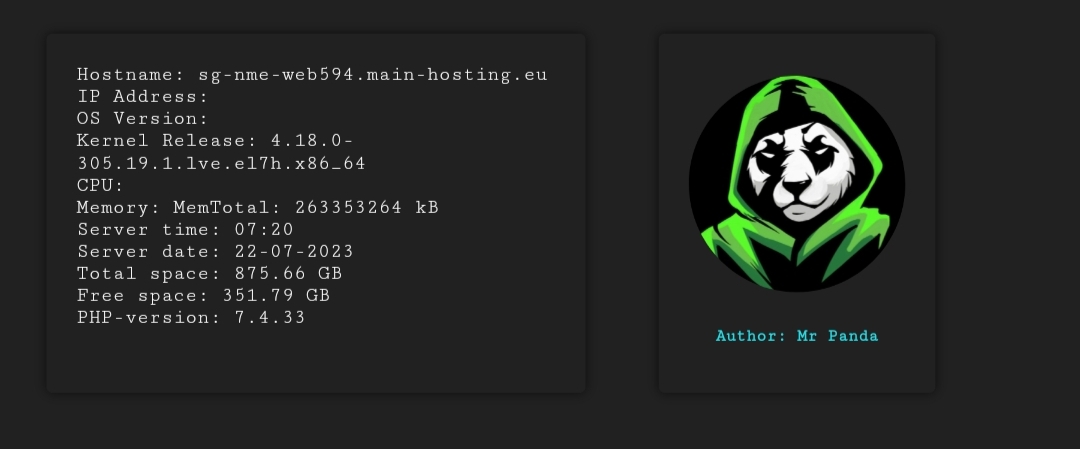 Hostname: sg-nme-web594.main-hosting.eu
IP Address:
OS Version:
Kernel Release: 4.18.0-
305.19.1.lve.el7h.x86_64
CPU:
Memory: MemTotal: 263353264 kB
Server time: 07:20
Server date: 22-07-2023
Total space: 875.66 GB
Free space: 351.79 GB
PHP-version: 7.4.33
Author: Mr Panda